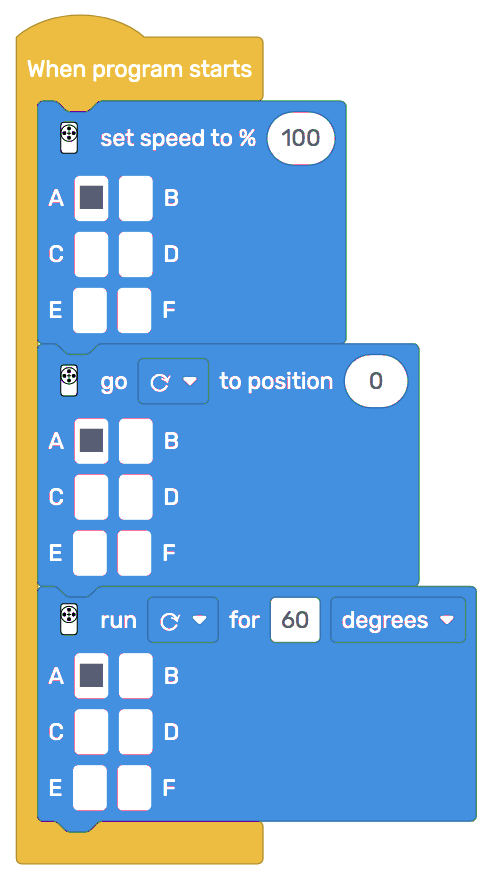 When program starts
set speed to % 100
A B
C D
E F
go to position 0
A B
C D
E F
run for 60 degrees
A B
C D
E F